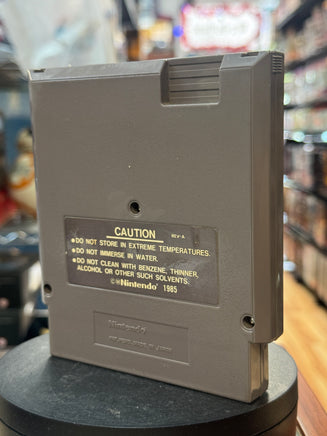 CAUTION REV-A
●DO NOT STORE IN EXTREME TEMPERATURES.
●DO NOT IMMERSE IN WATER.
●DO NOT CLEAN WITH BENZENE, THINNER,
ALCOHOL OR OTHER SUCH SOLVENTS.
©®Nintendo® 1985
Nintendo